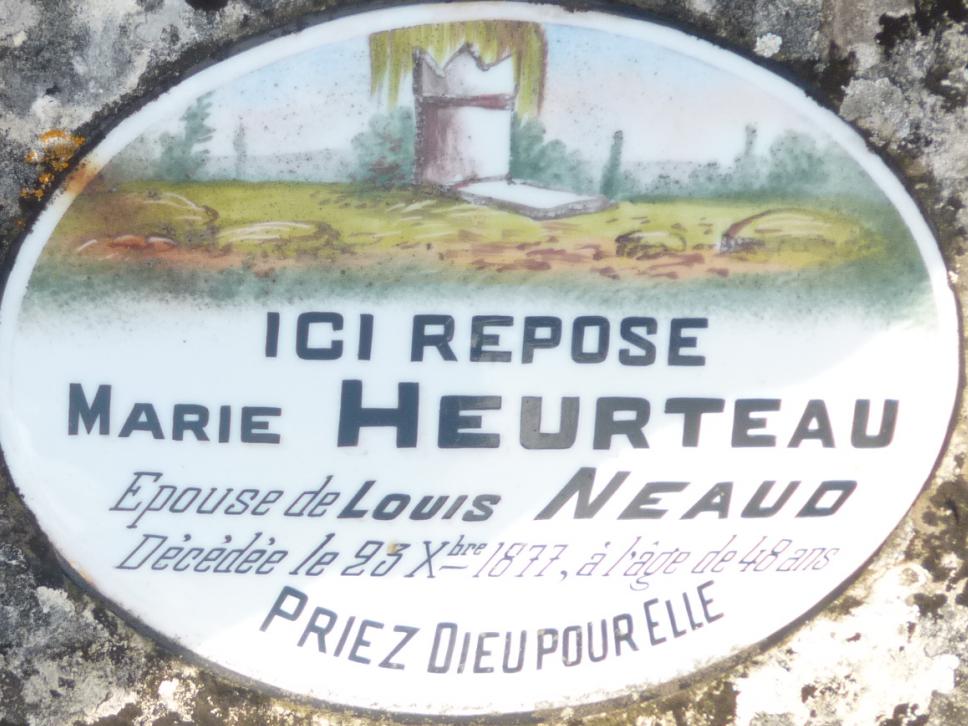 ICI REPOSE
MARIE HEURTEAU
Epouse de LOUIS NEAUD
Décédée le 23 Xbre 1877, à l'âge de 48 ans
PRIEZ DIEU POUR ELLE